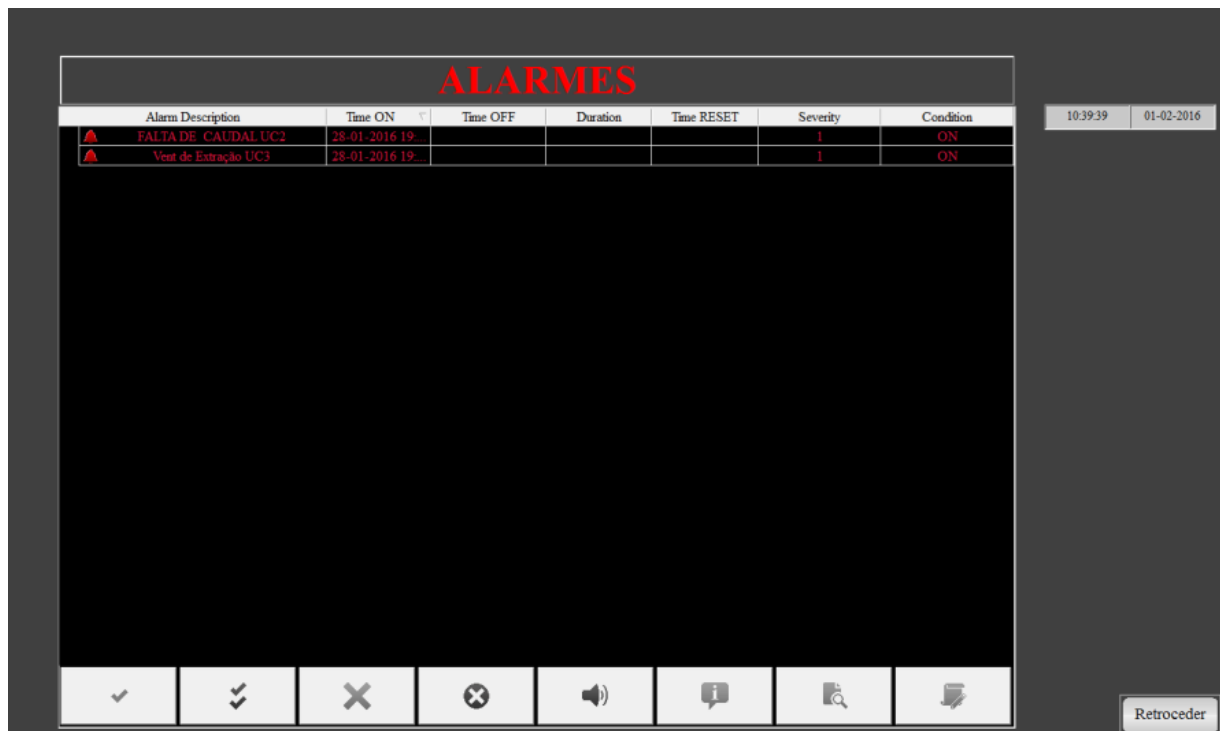 ALARMES
Alarm Description Time ON Time OFF Duration Time RESET Severity Condition
10:39:39 01-02-2016
FALTA DE CAUDAL UC2 28-01-2016 19:... 1 ON
Vent de Extração UC3 28-01-2016 19:... 1 ON
Retroceder